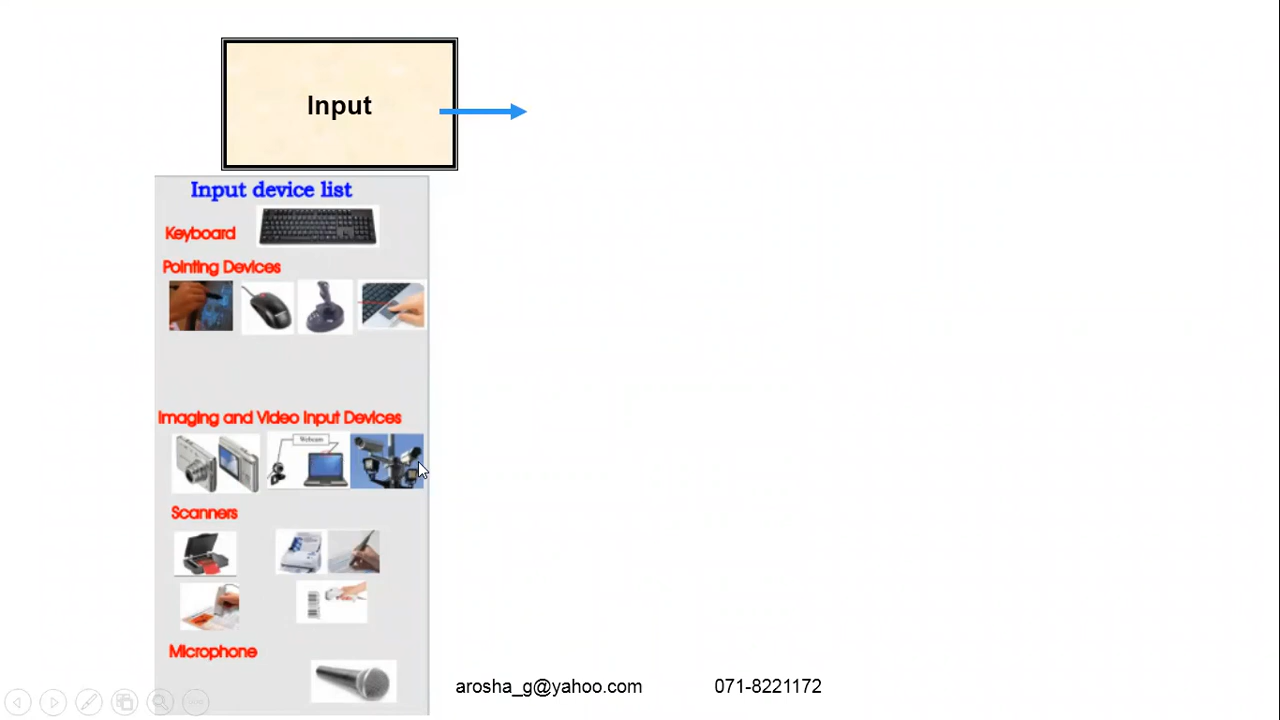 Input
Input device list
Keyboard
Pointing Devices
Imaging and Video Input Devices
Webcam
Scanners
Microphone
arosha_g@yahoo.com 071-8221172